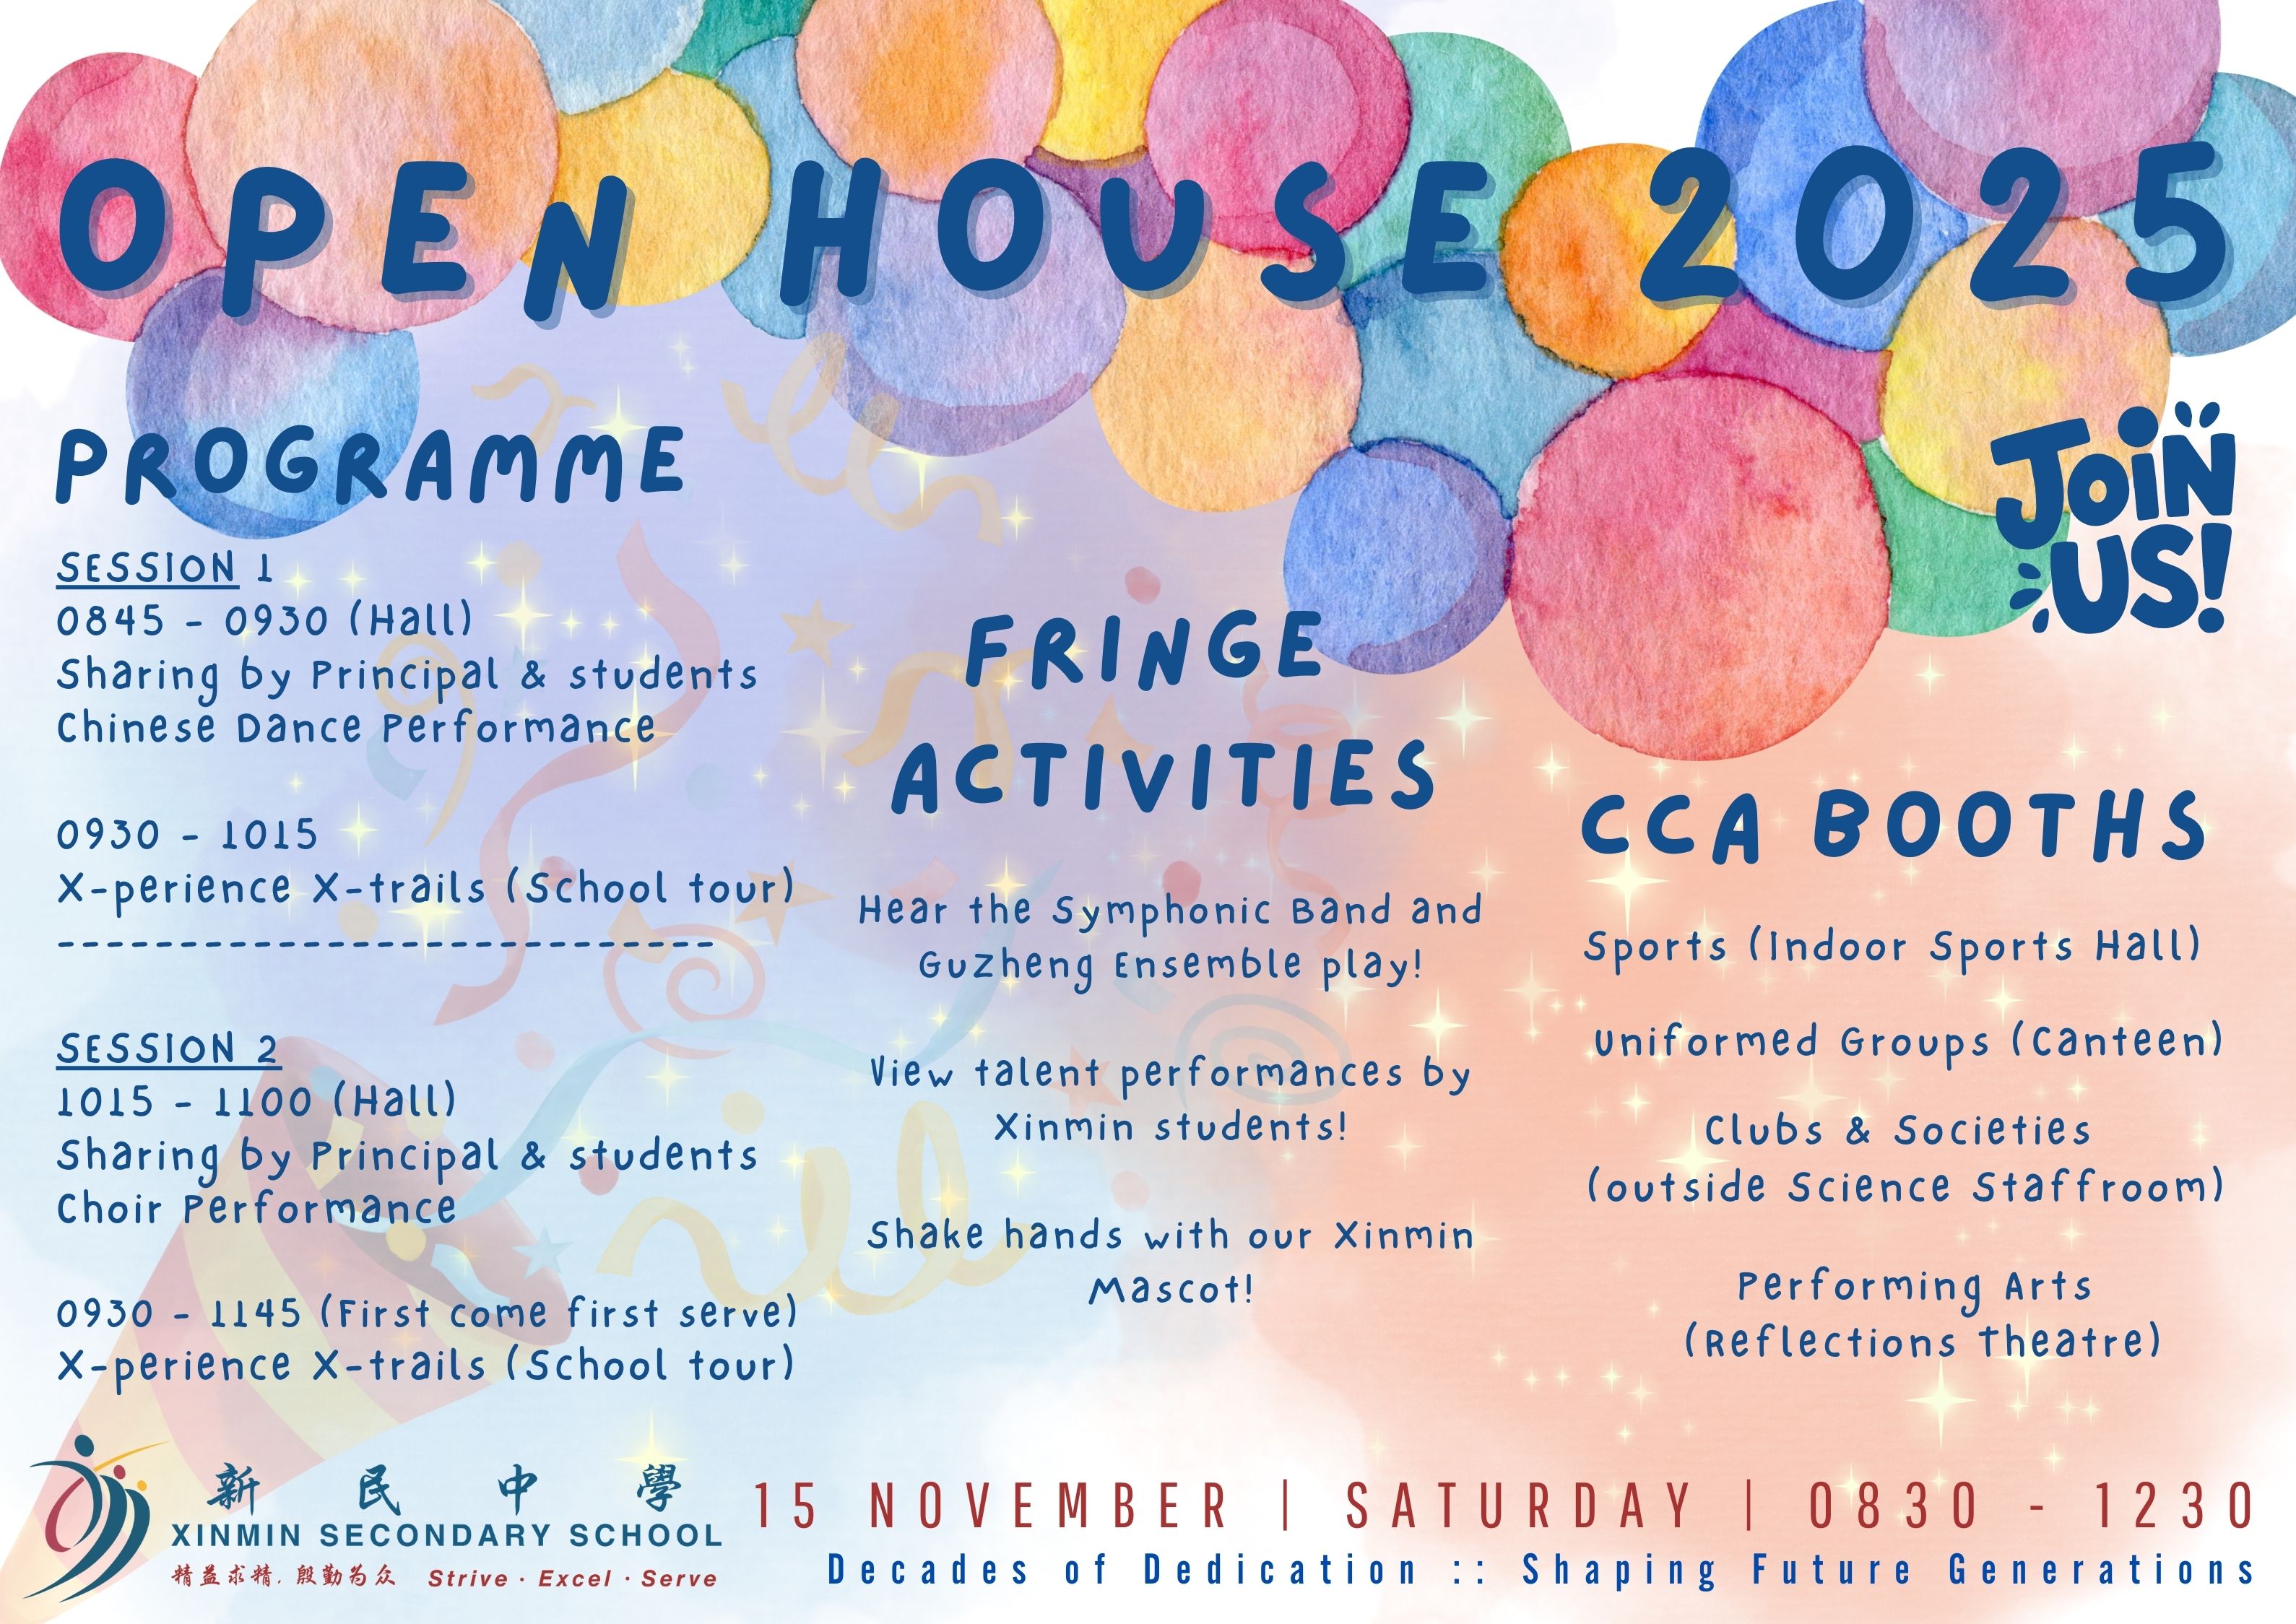 OPEN HOUSE 2025
JOIN
US!
PROGRAMME
SESSION 1
0845 - 0930 (Hall)
Sharing by Principal & students
Chinese Dance Performance
0930 - 1015
X-perience X-trails (School tour)
---------------------------
SESSION 2
1015 - 1100 (Hall)
Sharing by Principal & students
Choir Performance
0930 - 1145 (First come first serve)
X-perience X-trails (School tour)
FRINGE
ACTIVITIES
Hear the Symphonic Band and
Guzheng Ensemble play!
View talent performances by
Xinmin students!
Shake hands with our Xinmin
Mascot!
CCA BOOTHS
Sports (Indoor Sports Hall)
Uniformed Groups (Canteen)
Clubs & Societies
(outside Science Staffroom)
Performing Arts
(Reflections Theatre)
新民中學
XINMIN SECONDARY SCHOOL
精益求精, 殷勤为众 Strive · Excel · Serve
15 NOVEMBER | SATURDAY | 0830 - 1230
Decades of Dedication :: Shaping Future Generations